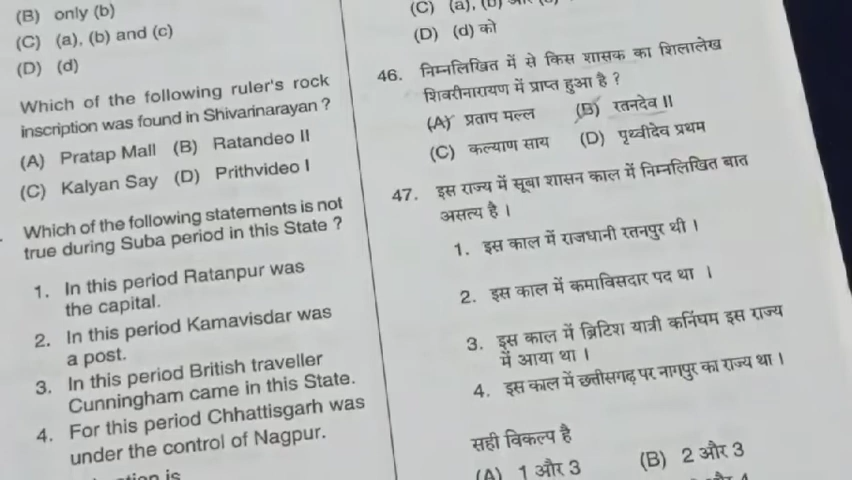 (B) only (b)
(C) (a), (b) and (c)
(D) (d)
Which of the following ruler's rock
inscription was found in Shivarinarayan ?
(A) Pratap Mall (B) Ratandeo II
(C) Kalyan Say (D) Prithvideo I
Which of the following statements is not
true during Suba period in this State ?
1. In this period Ratanpur was
the capital.
2. In this period Kamavisdar was
a post.
3. In this period British traveller
Cunningham came in this State.
4. For this period Chhattisgarh was
under the control of Nagpur.
is
(C) (a), (b)
(D) (d) को
46. निम्नलिखित में से किस शासक का शिलालेख
शिवरीनारायण में प्राप्त हुआ है ?
(A) प्रताप मल्ल (B) रतनदेव II
(C) कल्याण साय (D) पृथ्वीदेव प्रथम
47. इस राज्य में सूबा शासन काल में निम्नलिखित बात
असत्य है ।
1. इस काल में राजधानी रतनपुर थी ।
2. इस काल में कमाविसदार पद था ।
3. इस काल में ब्रिटिश यात्री कनिंघम इस राज्य
में आया था ।
4. इस काल में छत्तीसगढ़ पर नागपुर का राज्य था ।
सही विकल्प है
(A) 1 और 3 (B) 2 और 3